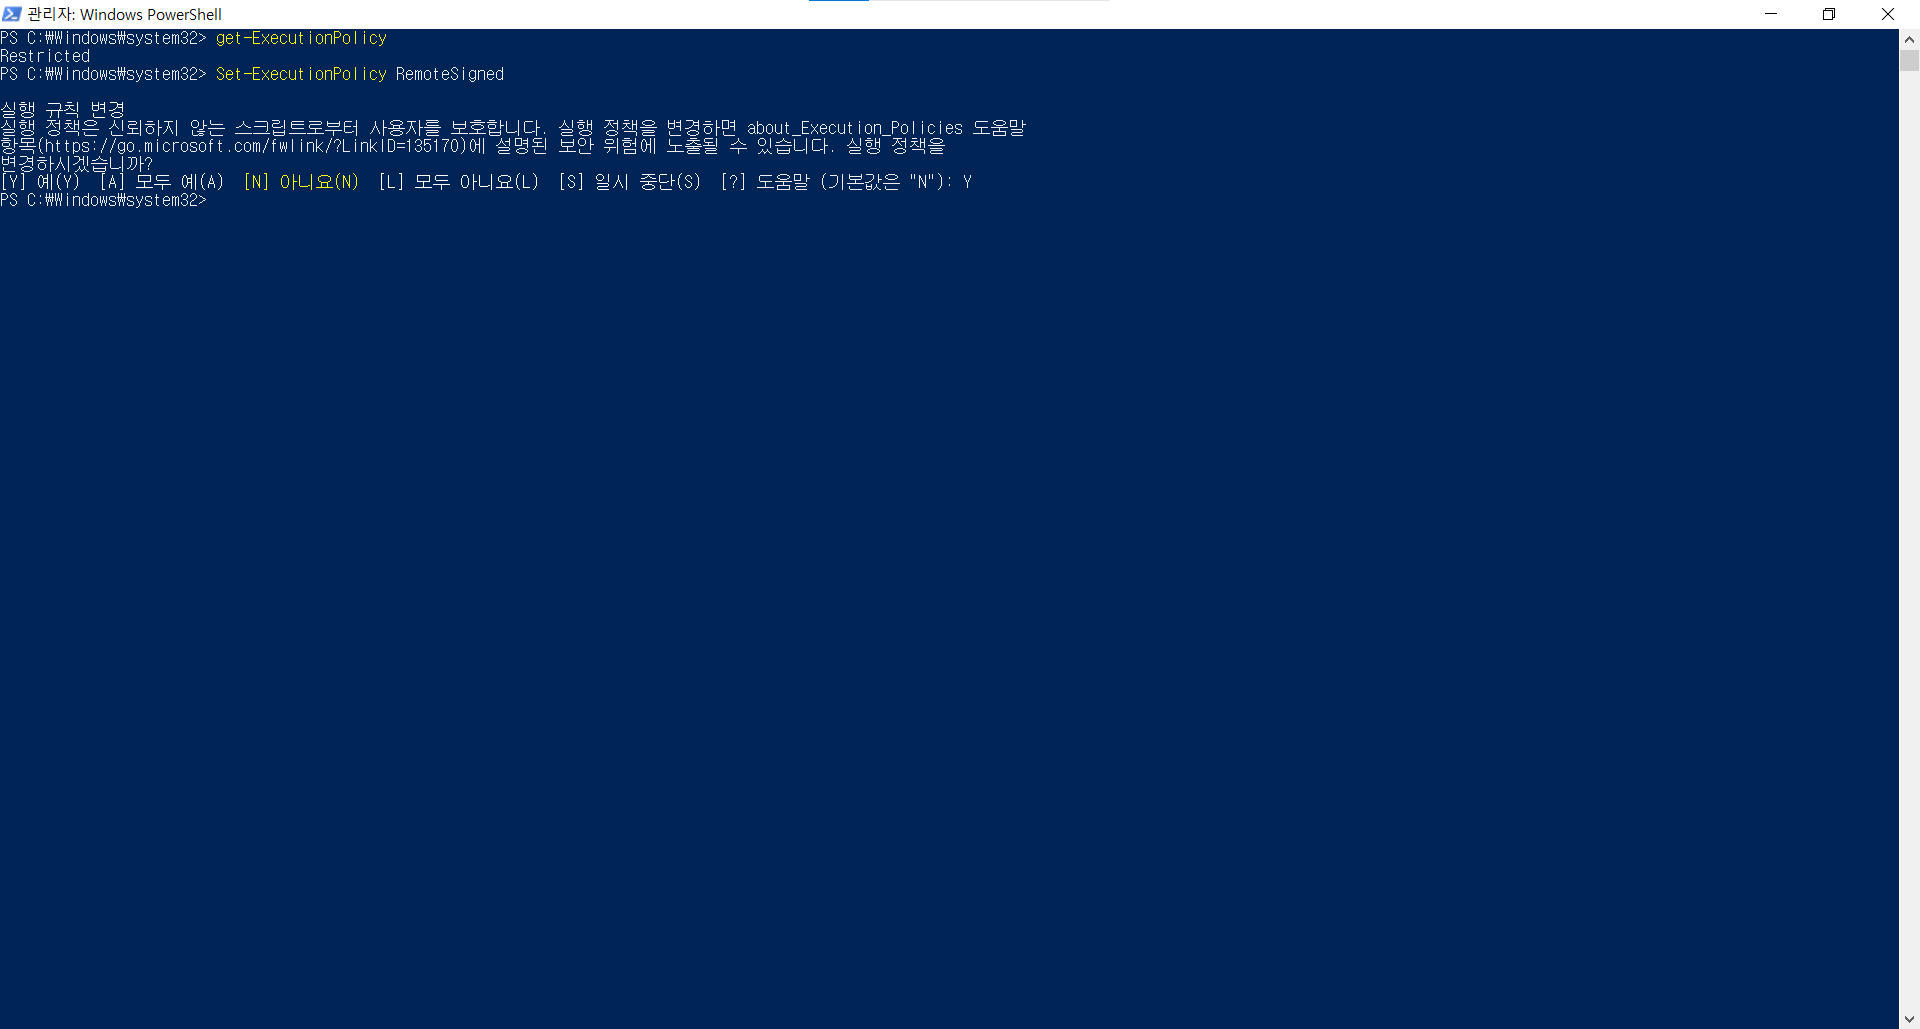 관리자: Windows PowerShell
PS C:₩Windows₩system32> get-ExecutionPolicy
Restricted
PS C:₩Windows₩system32> Set-ExecutionPolicy RemoteSigned
실행 규칙 변경
실행 정책은 신뢰하지 않는 스크립트로부터 사용자를 보호합니다. 실행 정책을 변경하면 about_Execution_Policies 도움말
항목(https://go.microsoft.com/fwlink/?LinkID=135170)에 설명된 보안 위험에 노출될 수 있습니다. 실행 정책을
변경하시겠습니까?
[Y] 예(Y)  [A] 모두 예(A)  [N] 아니요(N)  [L] 모두 아니요(L)  [S] 일시 중단(S)  [?] 도움말 (기본값은 "N"): Y
PS C:₩Windows₩system32>